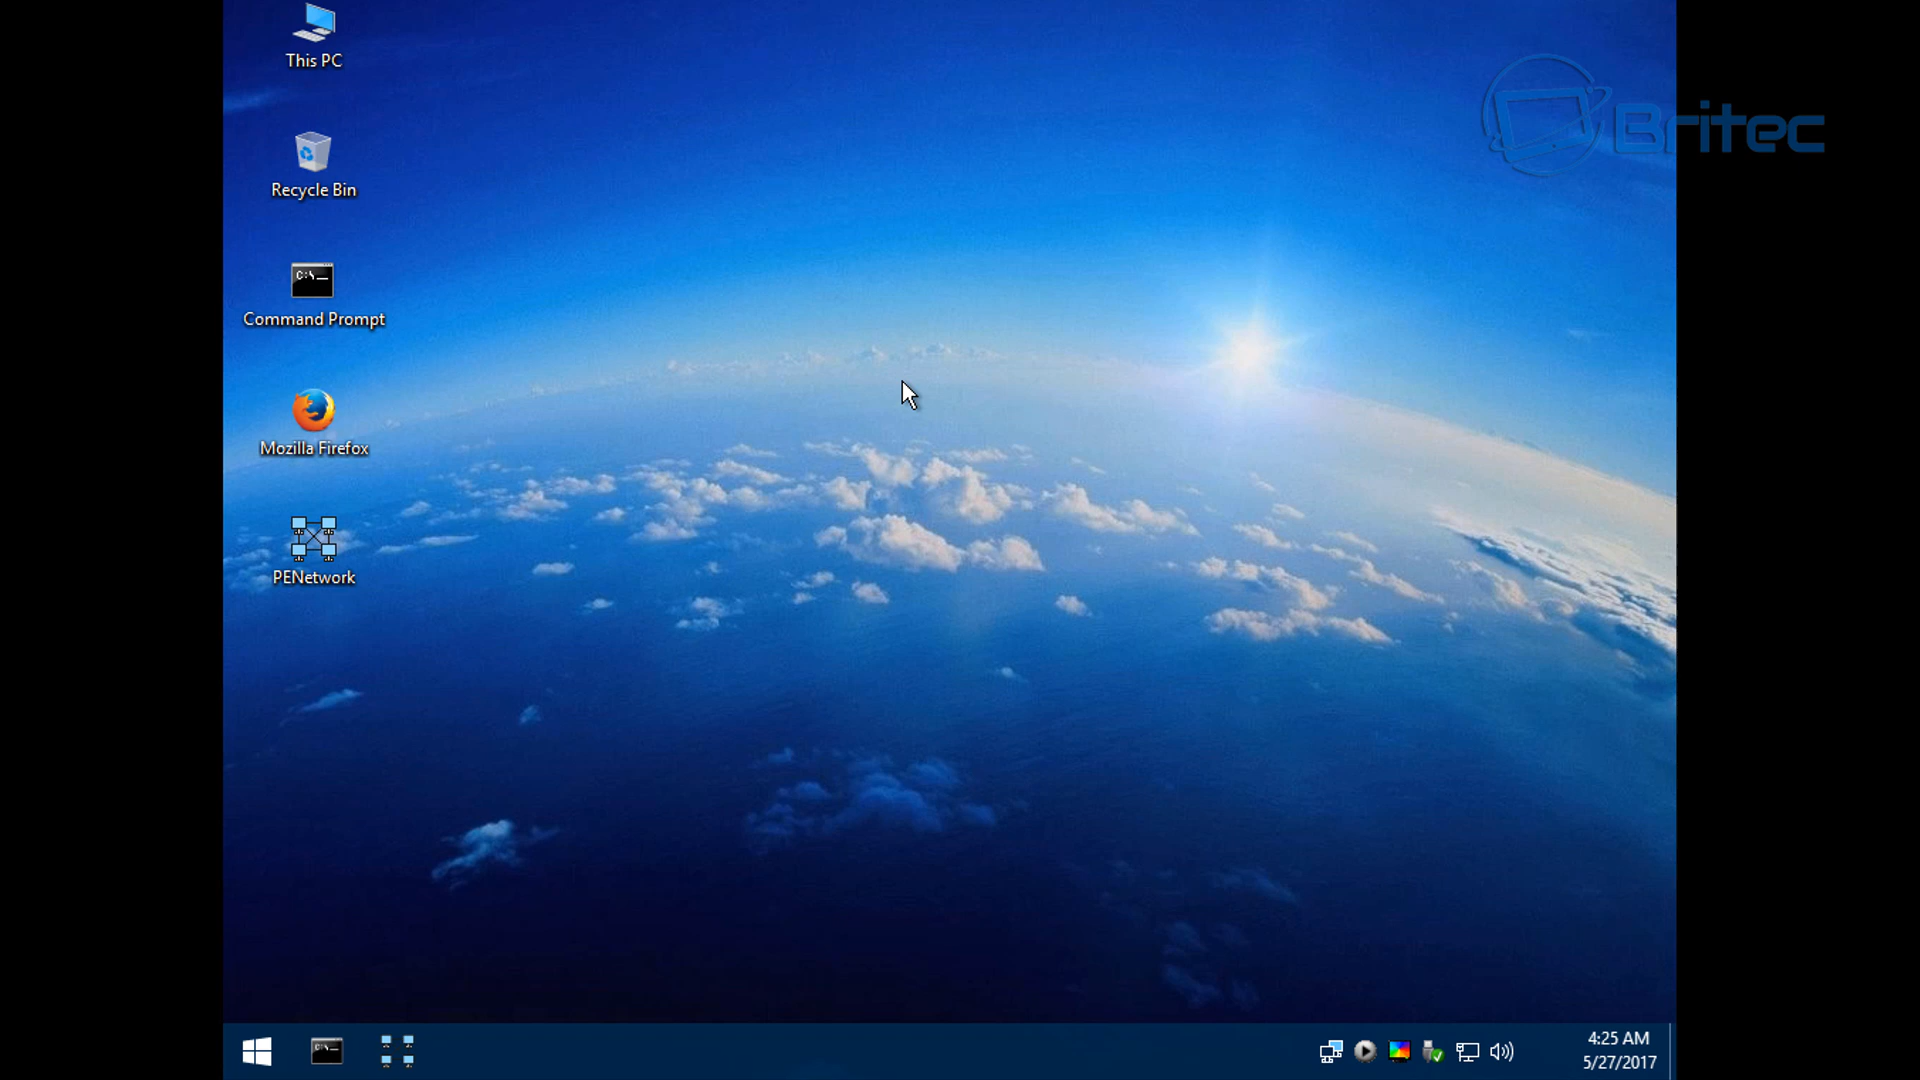 This PC
Britec
Recycle Bin
C:\
Command Prompt
Mozilla Firefox
PENetwork
C:\
4:25 AM
5/27/2017